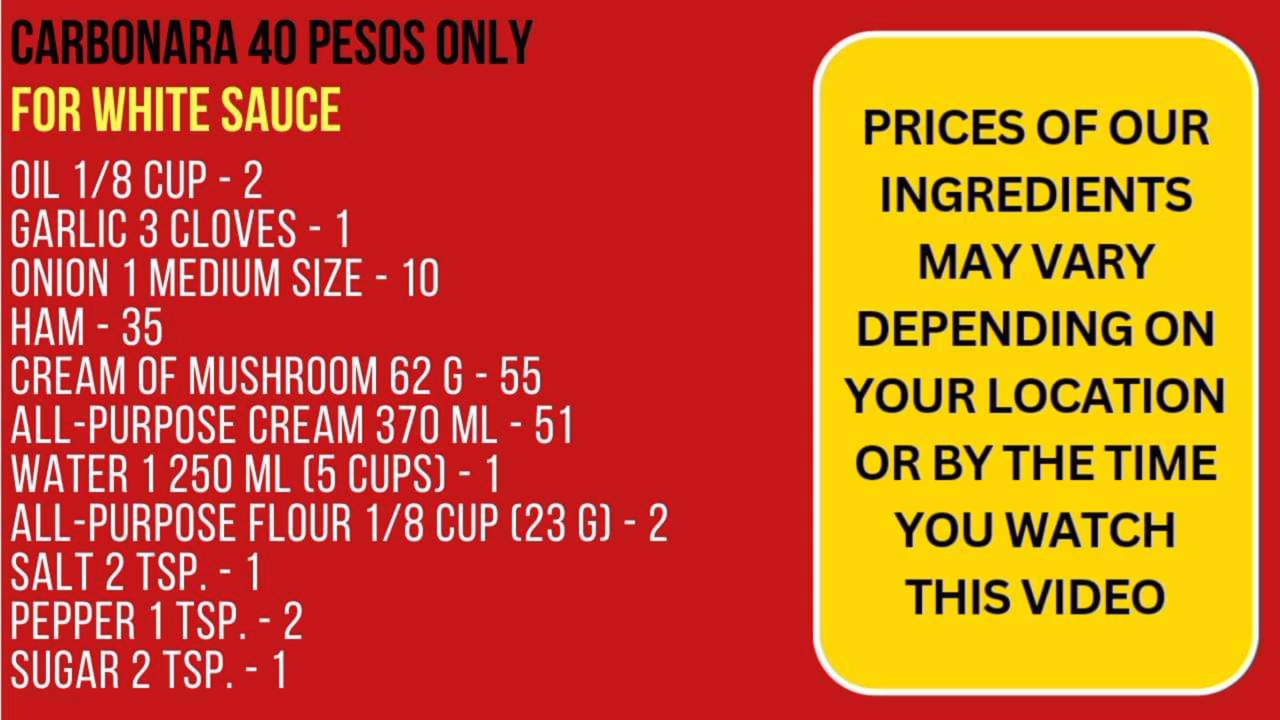 CARBONARA 40 PESOS ONLY
FOR WHITE SAUCE
OIL 1/8 CUP - 2
GARLIC 3 CLOVES - 1
ONION 1 MEDIUM SIZE - 10
HAM - 35
CREAM OF MUSHROOM 62 G - 55
ALL-PURPOSE CREAM 370 ML - 51
WATER 1 250 ML (5 CUPS) - 1
ALL-PURPOSE FLOUR 1/8 CUP (23 G) - 2
SALT 2 TSP. - 1
PEPPER 1 TSP. - 2
SUGAR 2 TSP. - 1
PRICES OF OUR
INGREDIENTS
MAY VARY
DEPENDING ON
YOUR LOCATION
OR BY THE TIME
YOU WATCH
THIS VIDEO